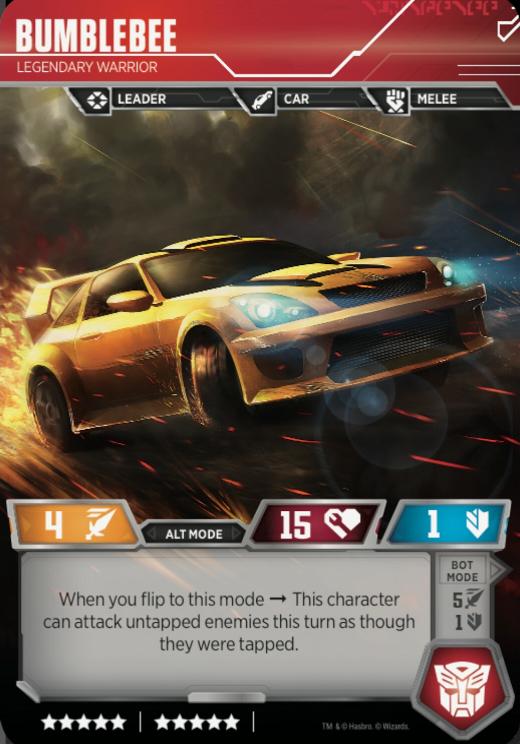 BUMBLEBEE
LEGENDARY WARRIOR
LEADER CAR MELEE
4 ALT MODE 15 1
When you flip to this mode → This character
can attack untapped enemies this turn as though
they were tapped.
BOT
MODE
5
1
★★★★★ | ★★★★★ |
TM & © Hasbro. © Wizards.